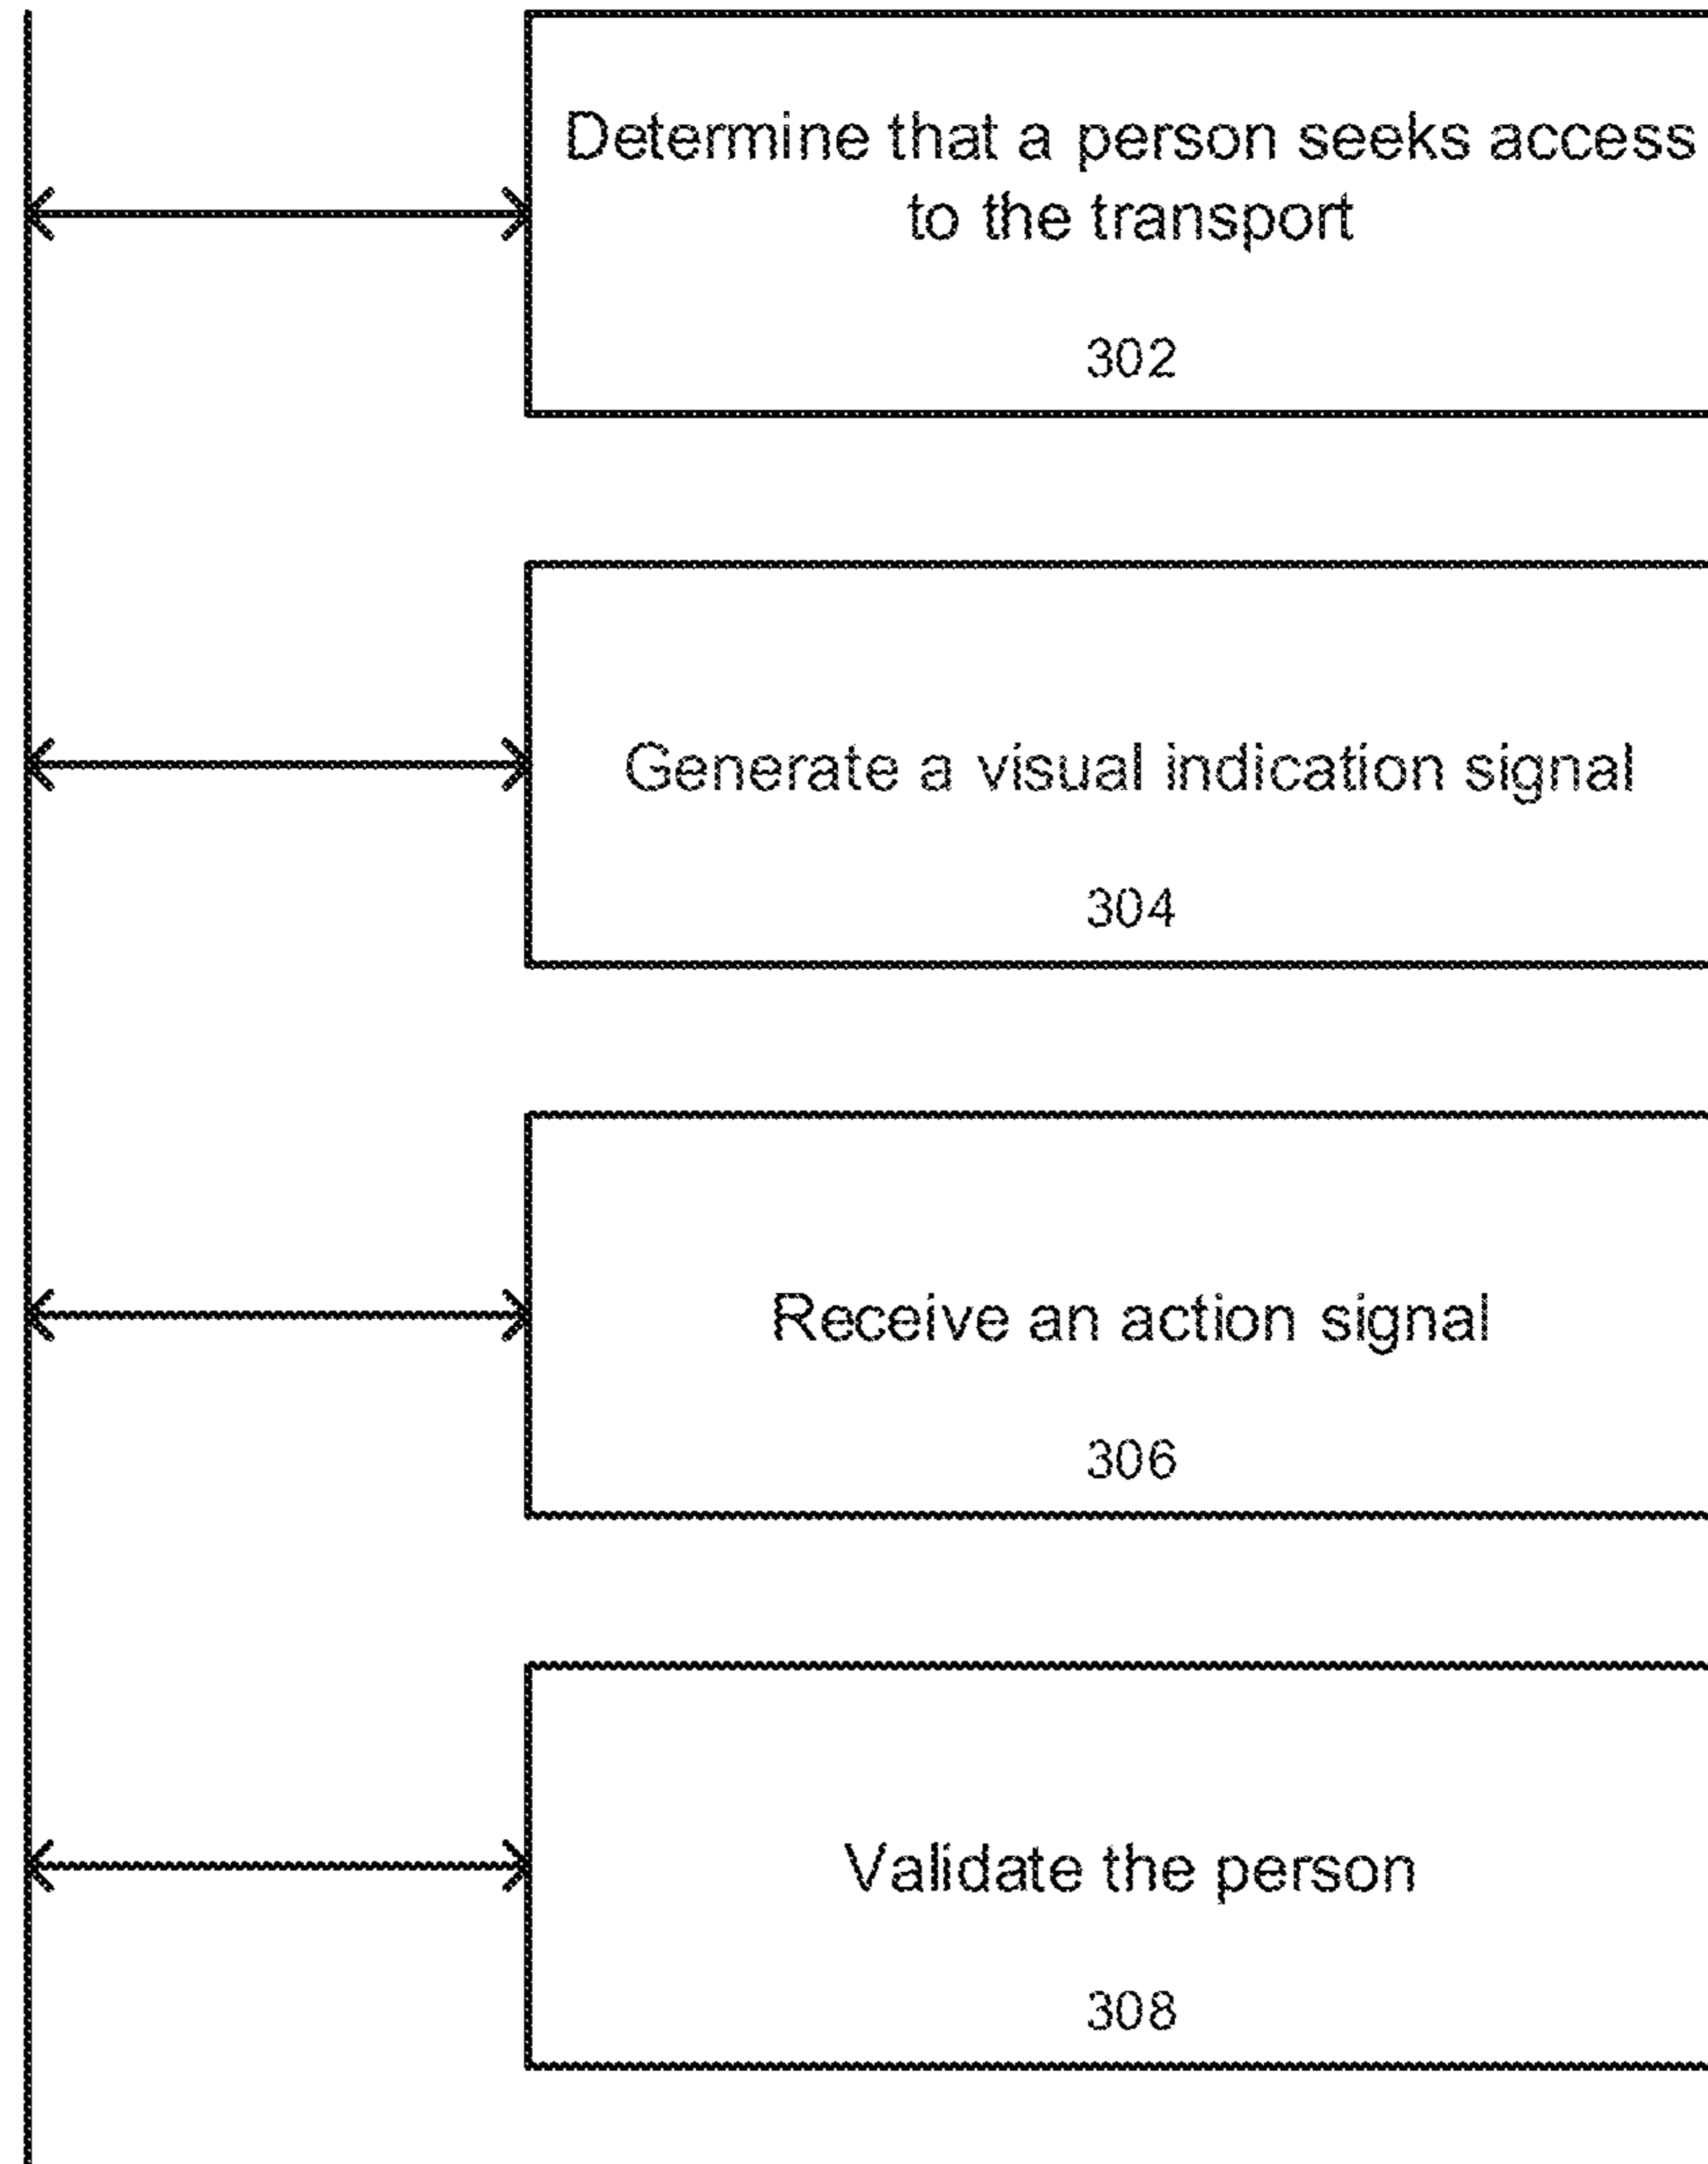 Determine that a person seeks access
to the transport
302
Generate a visual indication signal
304
Receive an action signal
306
Validate the person
308